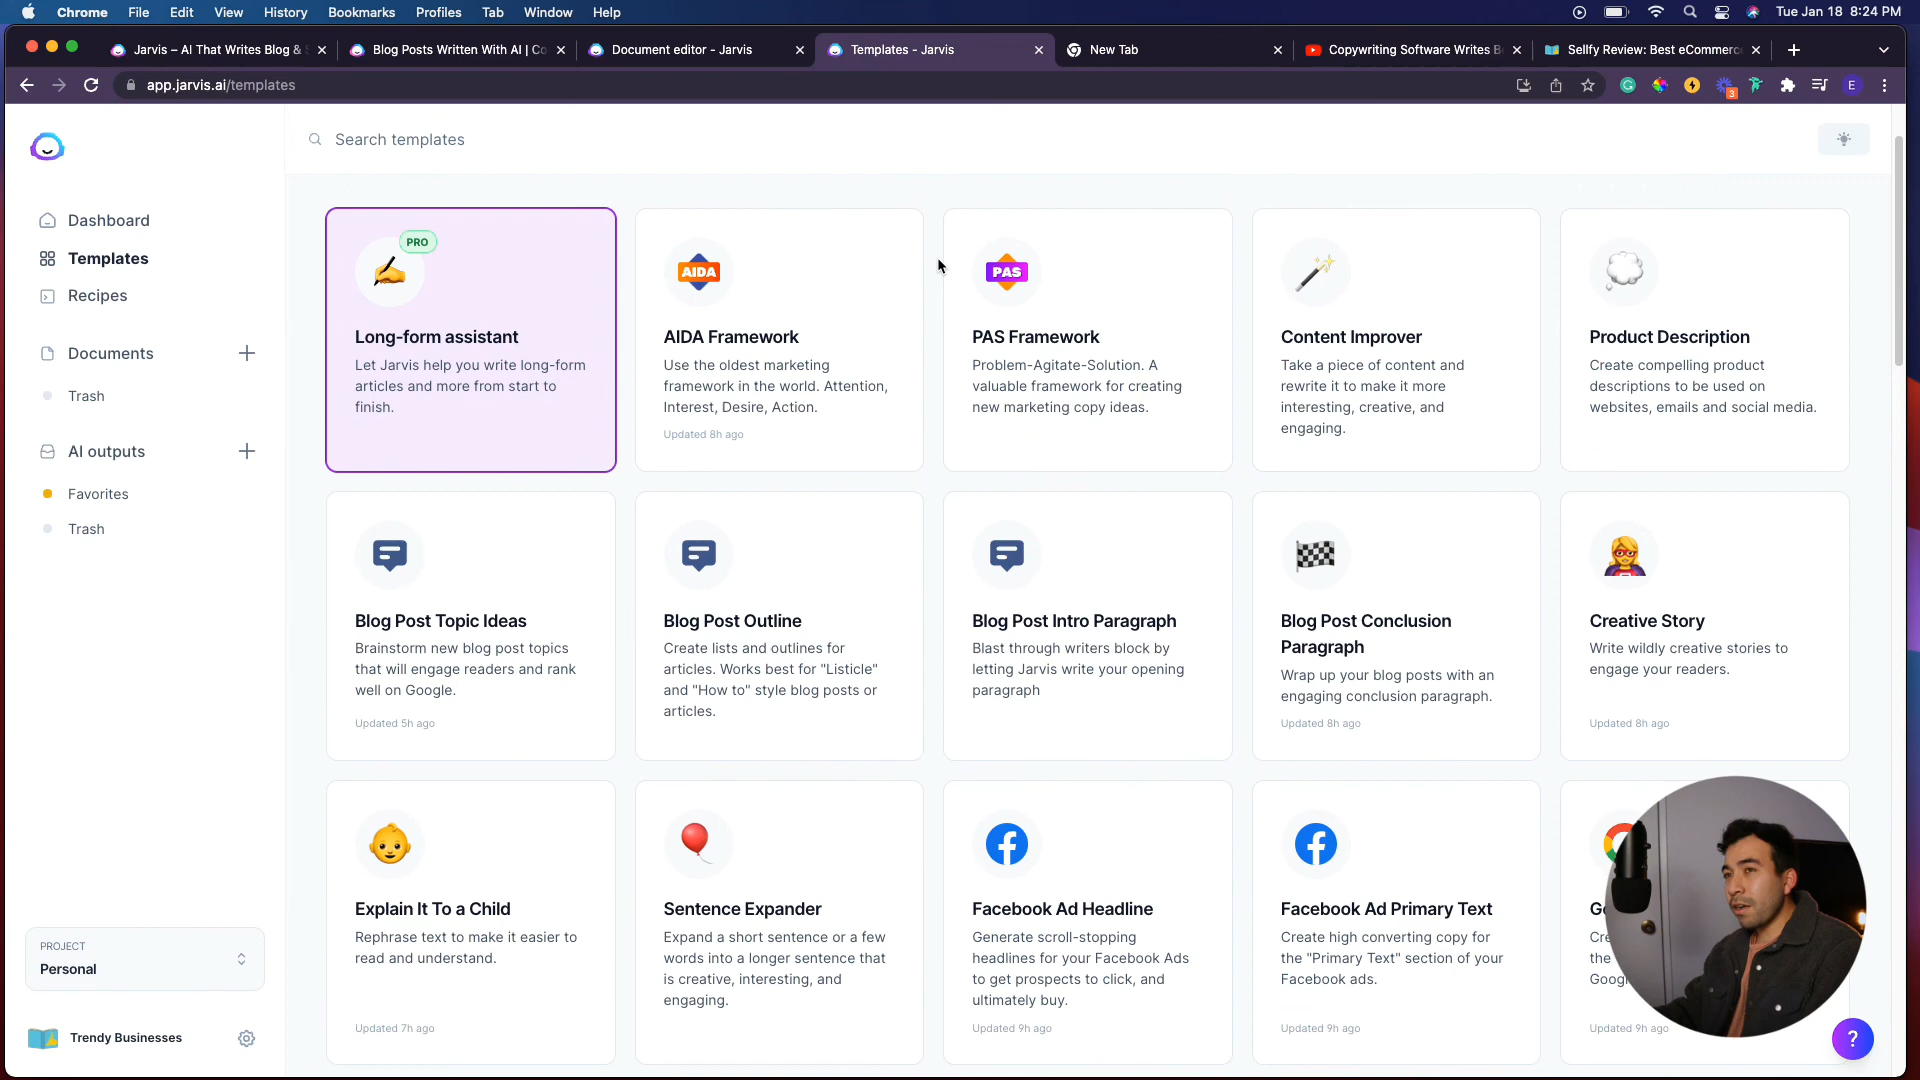 Chrome File Edit View History Bookmarks Profiles Tab Window Help
Tue Jan 18 8:24 PM
Jarvis – AI That Writes Blog &
Blog Posts Written With AI | Co
Document editor - Jarvis
Templates - Jarvis
New Tab
Copywriting Software Writes B
Sellfy Review: Best eCommerc
app.jarvis.ai/templates
3
E
Search templates
Dashboard
Templates
Recipes
Documents
Trash
AI outputs
Favorites
Trash
PROJECT
Personal
Trendy Businesses
PRO
Long-form assistant
Let Jarvis help you write long-form
articles and more from start to
finish.
AIDA
AIDA Framework
Use the oldest marketing
framework in the world. Attention,
Interest, Desire, Action.
Updated 8h ago
PAS
PAS Framework
Problem-Agitate-Solution. A
valuable framework for creating
new marketing copy ideas.
Content Improver
Take a piece of content and
rewrite it to make it more
interesting, creative, and
engaging.
Product Description
Create compelling product
descriptions to be used on
websites, emails and social media.
Blog Post Topic Ideas
Brainstorm new blog post topics
that will engage readers and rank
well on Google.
Updated 5h ago
Blog Post Outline
Create lists and outlines for
articles. Works best for "Listicle"
and "How to" style blog posts or
articles.
Blog Post Intro Paragraph
Blast through writers block by
letting Jarvis write your opening
paragraph
Blog Post Conclusion
Paragraph
Wrap up your blog posts with an
engaging conclusion paragraph.
Updated 8h ago
Creative Story
Write wildly creative stories to
engage your readers.
Updated 8h ago
Explain It To a Child
Rephrase text to make it easier to
read and understand.
Updated 7h ago
Sentence Expander
Expand a short sentence or a few
words into a longer sentence that
is creative, interesting, and
engaging.
Facebook Ad Headline
Generate scroll-stopping
headlines for your Facebook Ads
to get prospects to click, and
ultimately buy.
Updated 9h ago
Facebook Ad Primary Text
Create high converting copy for
the "Primary Text" section of your
Facebook ads.
Updated 9h ago
the
Updated 9h ago
?